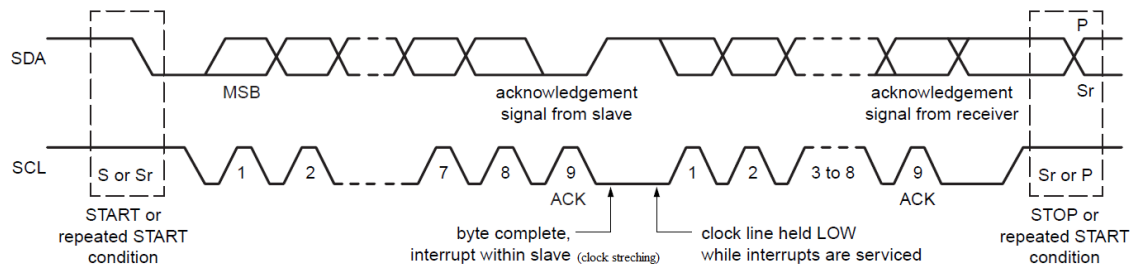 SDA
P
MSB
acknowledgement
signal from slave
acknowledgement
signal from receiver
Sr
SCL
S or Sr
1
2
7
8
9
1
2
3 to 8
9
Sr or P
ACK
ACK
START or
repeated START
condition
byte complete,
interrupt within slave (clock streching)
clock line held LOW
while interrupts are serviced
STOP or
repeated START
condition